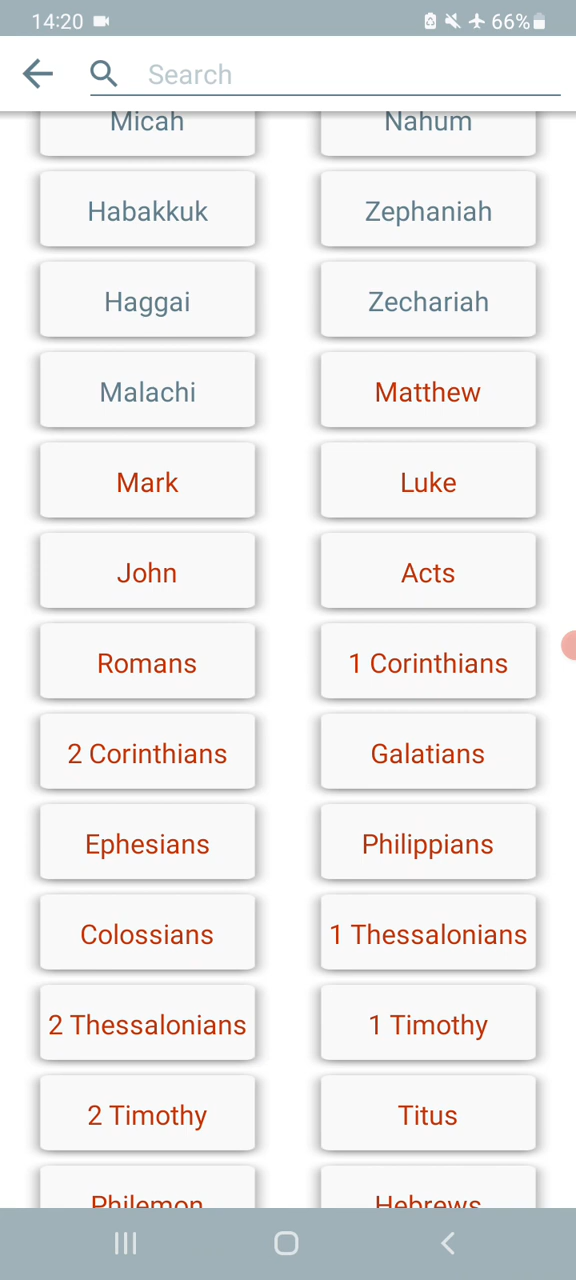 14:20 66%
Search
Micah Nahum
Habakkuk Zephaniah
Haggai Zechariah
Malachi Matthew
Mark Luke
John Acts
Romans 1 Corinthians
2 Corinthians Galatians
Ephesians Philippians
Colossians 1 Thessalonians
2 Thessalonians 1 Timothy
2 Timothy Titus
Philemon Hebrews